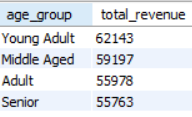 age_group total_revenue
Young Adult 62143
Middle Aged 59197
Adult 55978
Senior 55763